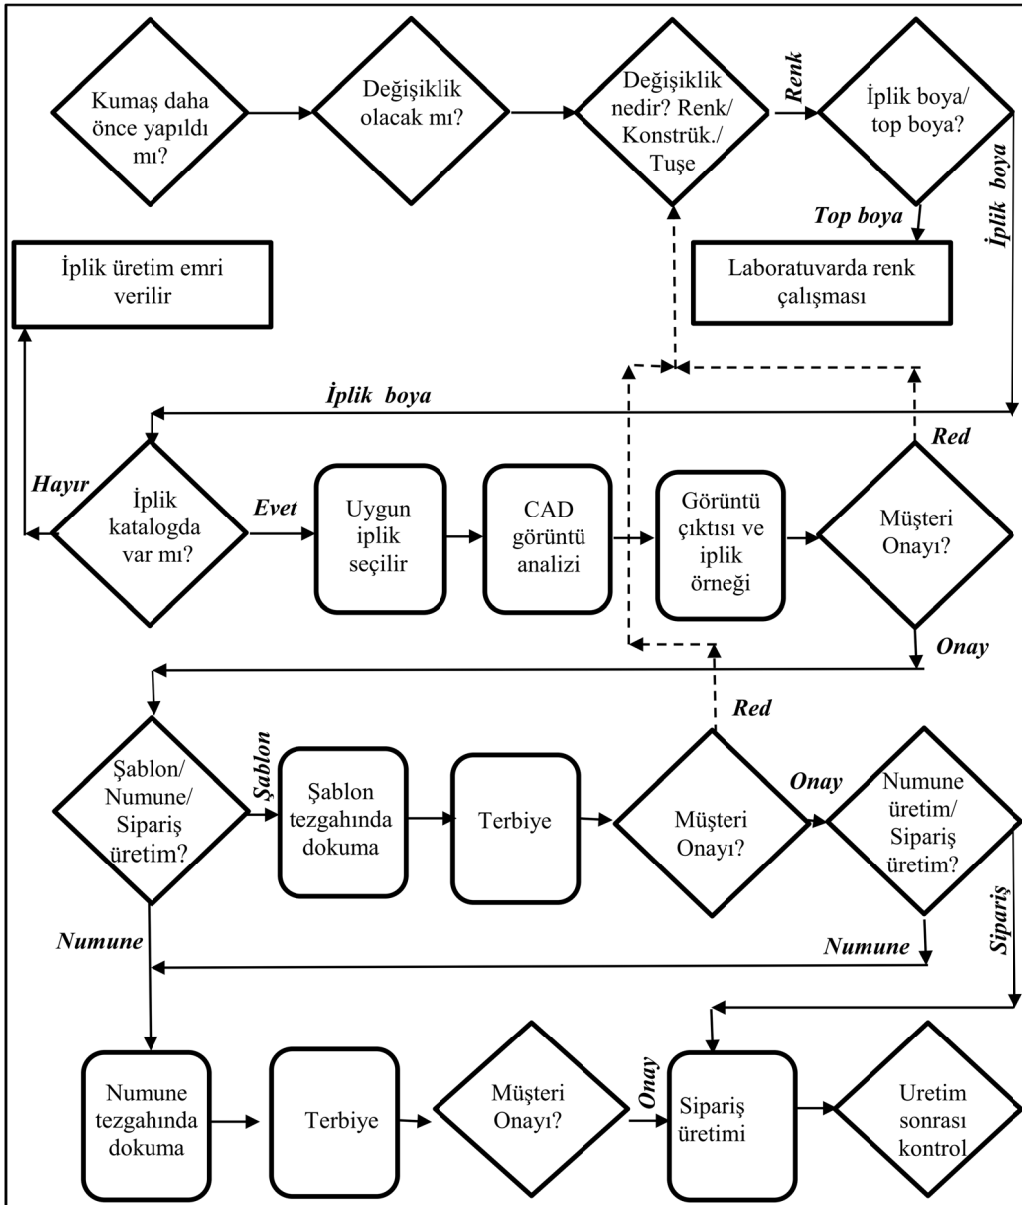 Kumaş daha
önce yapıldı
mı?
Değişiklik
olacak mı?
Değişiklik
nedir? Renk/
Konstrük./
Tuşe
Renk
İplik boya/
top boya?
İplik boya
Top boya
İplik üretim emri
verilir
Laboratuvarda renk
çalışması
İplik boya
Hayır
İplik
katalogda
var mı?
Evet
Uygun
iplik
seçilir
CAD
görüntü
analizi
Görüntü
çıktısı ve
iplik
örneği
Red
Müşteri
Onayı?
Onay
Şablon/
Numune/
Sipariş
üretim?
Şablon
Şablon
tezgahında
dokuma
Terbiye
Red
Müşteri
Onayı?
Onay
Numune
üretim/
Sipariş
üretim?
Sipariş
Numune
Numune
Numune
tezgahında
dokuma
Terbiye
Müşteri
Onayı?
Onay
Sipariş
üretimi
Uretim
sonrası
kontrol